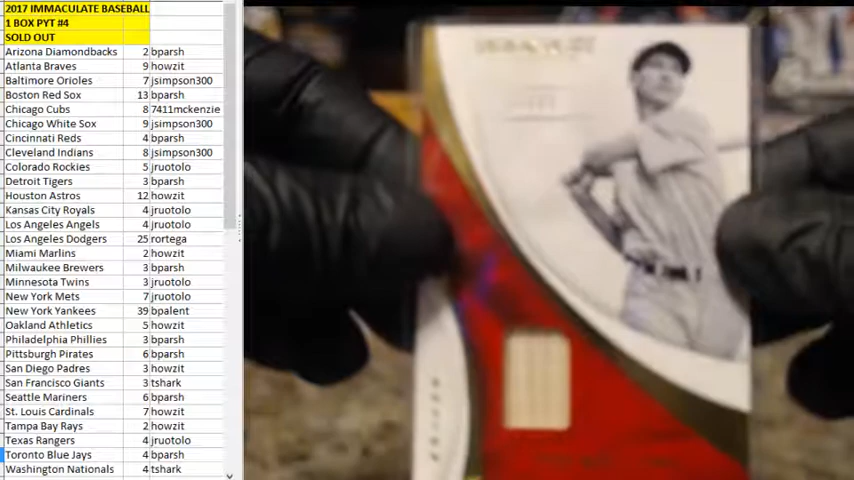 2017 IMMACULATE BASEBALL
1 BOX PYT #4
SOLD OUT
Arizona Diamondbacks 2 bparsh
Atlanta Braves 9 howzit
Baltimore Orioles 7 jsimpson300
Boston Red Sox 13 bparsh
Chicago Cubs 8 7411mckenzie
Chicago White Sox 9 jsimpson300
Cincinnati Reds 4 bparsh
Cleveland Indians 8 jsimpson300
Colorado Rockies 5 jruotolo
Detroit Tigers 3 bparsh
Houston Astros 12 howzit
Kansas City Royals 4 jruotolo
Los Angeles Angels 4 jruotolo
Los Angeles Dodgers 25 rortega
Miami Marlins 2 howzit
Milwaukee Brewers 3 bparsh
Minnesota Twins 3 jruotolo
New York Mets 7 jruotolo
New York Yankees 39 bpalent
Oakland Athletics 5 howzit
Philadelphia Phillies 3 bparsh
Pittsburgh Pirates 6 bparsh
San Diego Padres 3 howzit
San Francisco Giants 3 tshark
Seattle Mariners 6 bparsh
St. Louis Cardinals 7 howzit
Tampa Bay Rays 2 howzit
Texas Rangers 4 jruotolo
Toronto Blue Jays 4 bparsh
Washington Nationals 4 tshark